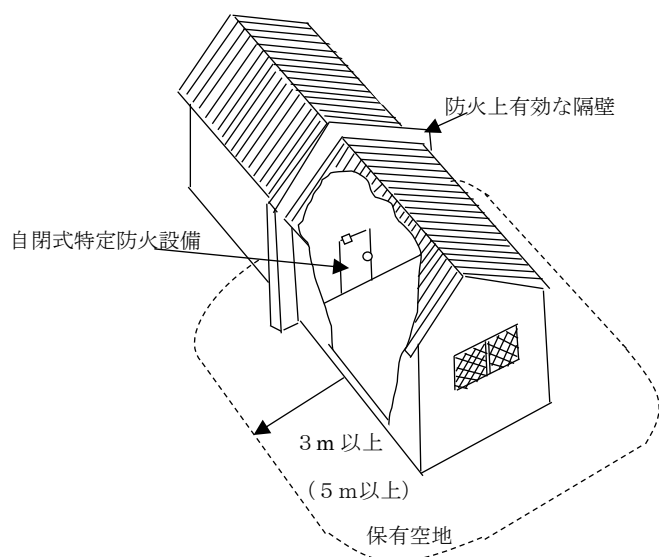 防火上有効な隔壁
自閉式特定防火設備
3m以上
(5m以上)
保有空地